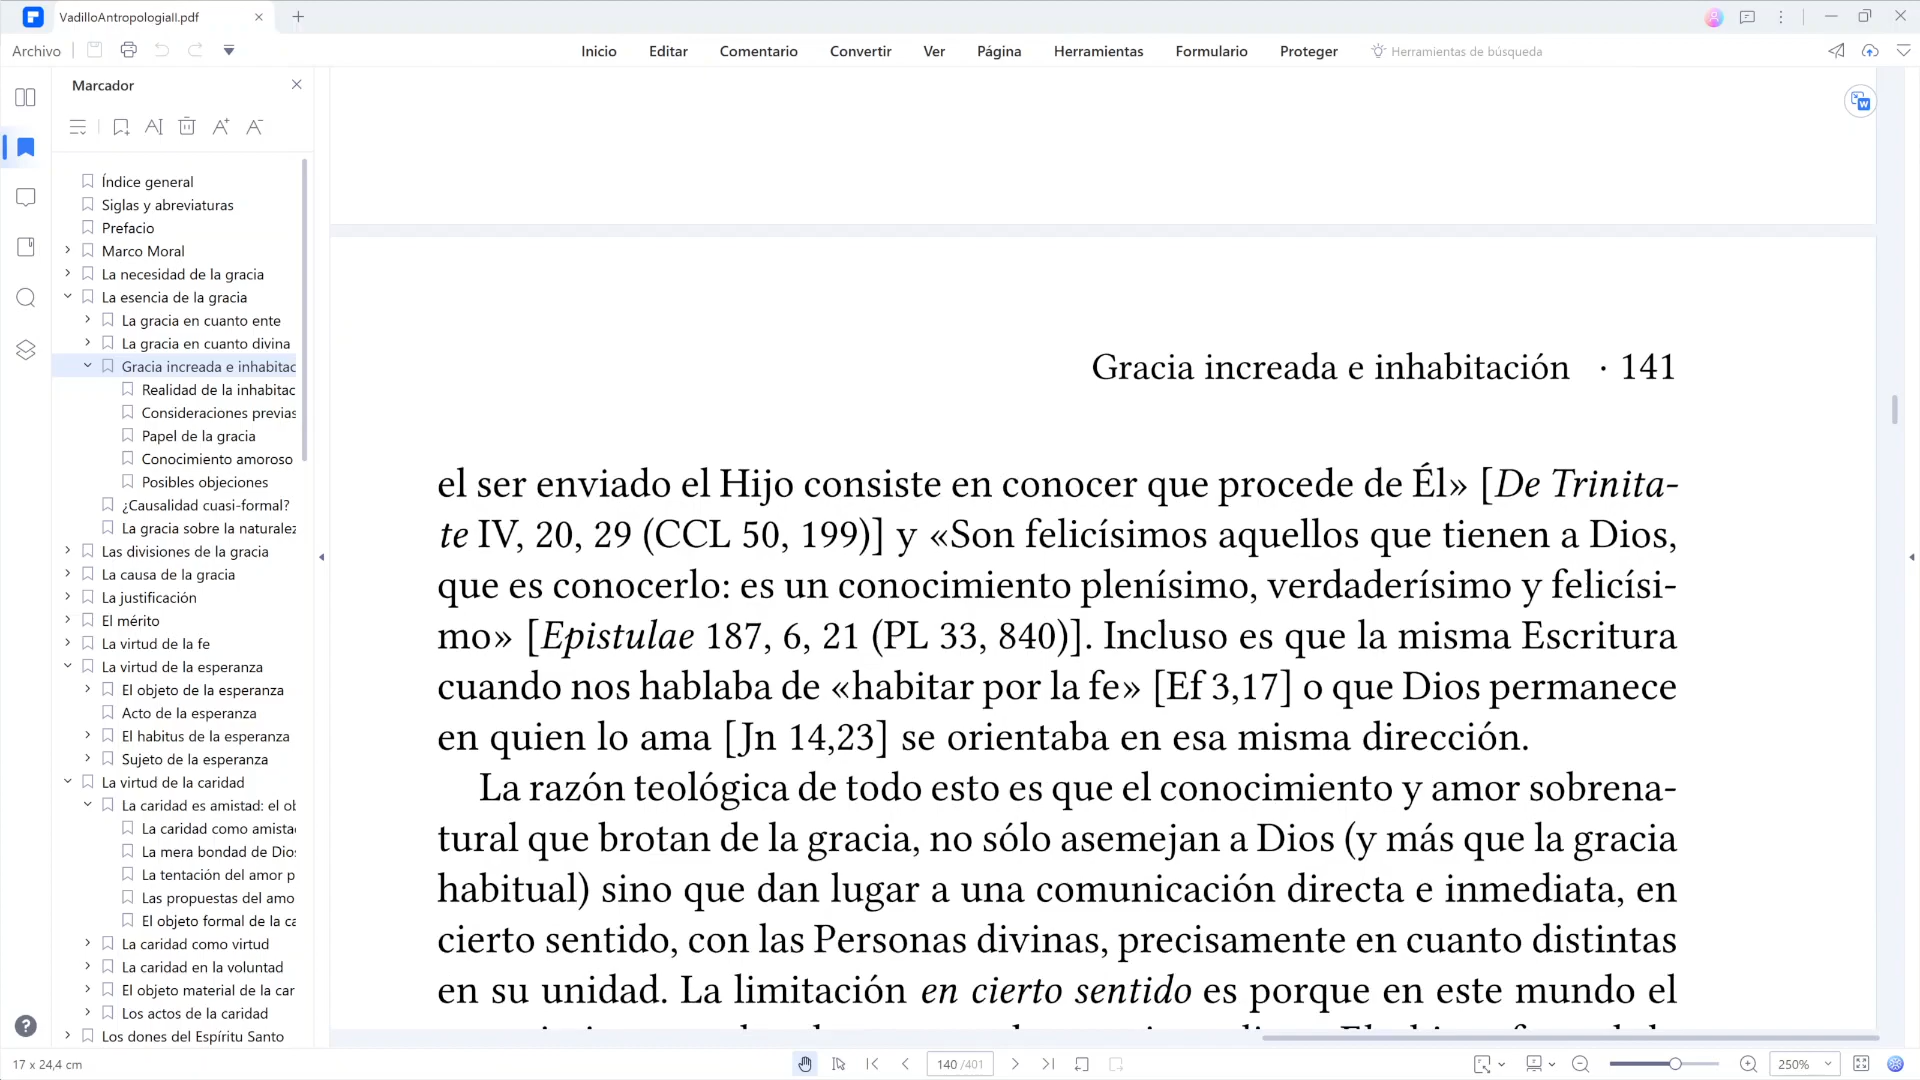 VadilloAntropologiaII.pdf
Archivo
Inicio
Editar
Comentario
Convertir
Ver
Página
Herramientas
Formulario
Proteger
Herramientas de búsqueda
Marcador
Índice general
Siglas y abreviaturas
Prefacio
Marco Moral
La necesidad de la gracia
La esencia de la gracia
La gracia en cuanto ente
La gracia en cuanto divina
Gracia increada e inhabitac
Realidad de la inhabitac
Consideraciones previas
Papel de la gracia
Conocimiento amoroso
Posibles objeciones
¿Causalidad cuasi-formal?
La gracia sobre la naturalez
Las divisiones de la gracia
La causa de la gracia
La justificación
El mérito
La virtud de la fe
La virtud de la esperanza
El objeto de la esperanza
Acto de la esperanza
El habitus de la esperanza
Sujeto de la esperanza
La virtud de la caridad
La caridad es amistad: el ob
La caridad como amista
La mera bondad de Dio
La tentación del amor p
Las propuestas del amo
El objeto formal de la ca
La caridad como virtud
La caridad en la voluntad
El objeto material de la car
Los actos de la caridad
Los dones del Espíritu Santo
Gracia increada e inhabitación · 141
el ser enviado el Hijo consiste en conocer que procede de Él» [De Trinita-
te IV, 20, 29 (CCL 50, 199)] y «Son felicísimos aquellos que tienen a Dios,
que es conocerlo: es un conocimiento plenísimo, verdaderísimo y felicísi-
mo» [Epistulae 187, 6, 21 (PL 33, 840)]. Incluso es que la misma Escritura
cuando nos hablaba de «habitar por la fe» [Ef 3,17] o que Dios permanece
en quien lo ama [Jn 14,23] se orientaba en esa misma dirección.
La razón teológica de todo esto es que el conocimiento y amor sobrena-
tural que brotan de la gracia, no sólo asemejan a Dios (y más que la gracia
habitual) sino que dan lugar a una comunicación directa e inmediata, en
cierto sentido, con las Personas divinas, precisamente en cuanto distintas
en su unidad. La limitación en cierto sentido es porque en este mundo el
17 x 24,4 cm
140 /401
250%